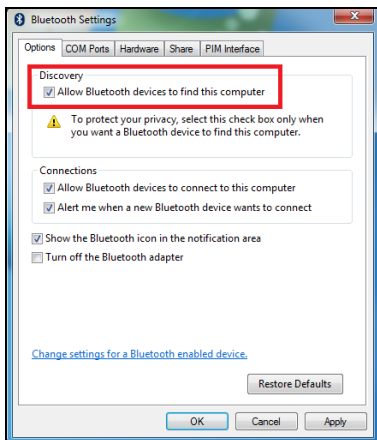 Bluetooth Settings
Options COM Ports Hardware Share PIM Interface
Discovery
Allow Bluetooth devices to find this computer
To protect your privacy, select this check box only when
you want a Bluetooth device to find this computer.
Connections
Allow Bluetooth devices to connect to this computer
Alert me when a new Bluetooth device wants to connect
Show the Bluetooth icon in the notification area
Turn off the Bluetooth adapter
Change settings for a Bluetooth enabled device.
Restore Defaults
OK Cancel Apply